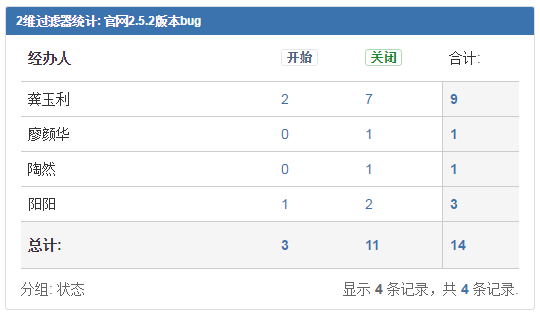 2维过滤器统计: 官网2.5.2版本bug
经办人 开始 关闭 合计:
龚玉利 2 7 9
廖颜华 0 1 1
陶然 0 1 1
阳阳 1 2 3
总计: 3 11 14
分组: 状态 显示 4 条记录，共 4 条记录.